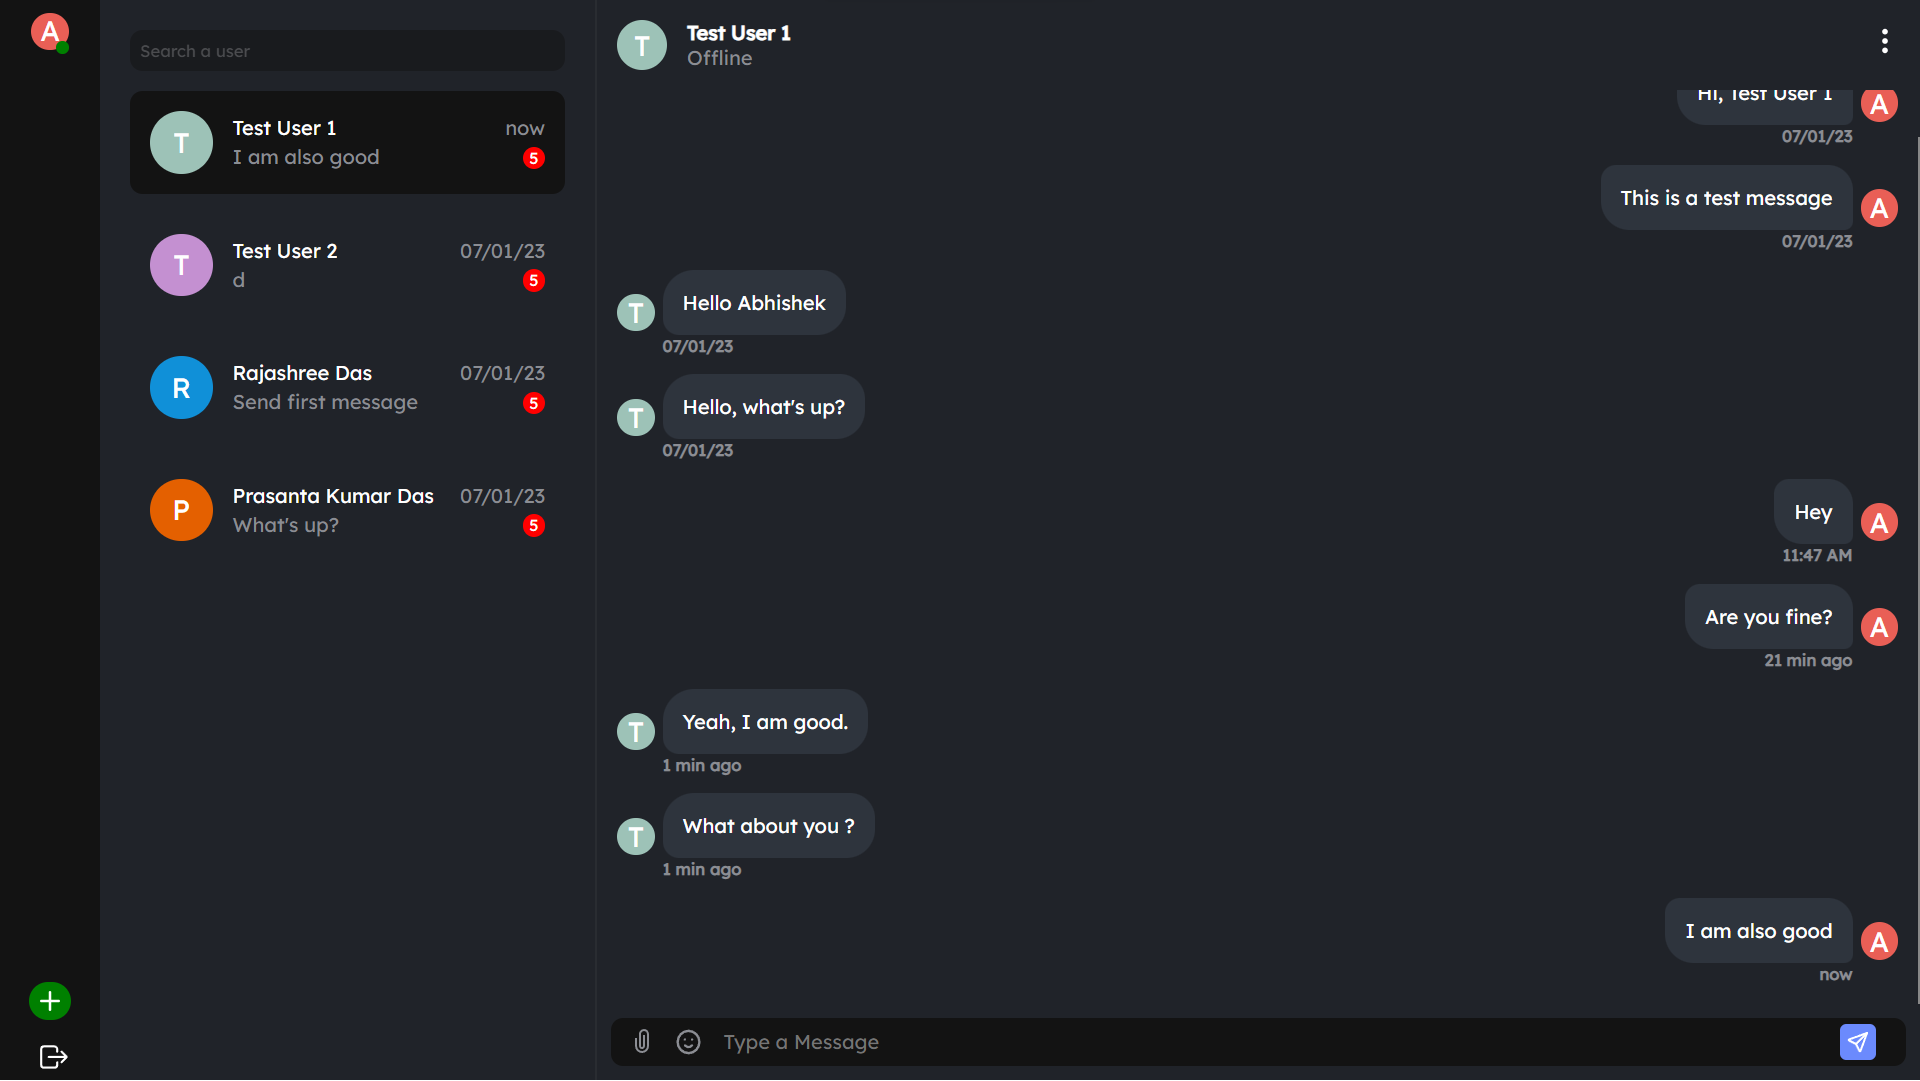 A
Search a user
T
Test User 1
now
I am also good
5
T
Test User 2
07/01/23
d
5
R
Rajashree Das
07/01/23
Send first message
5
P
Prasanta Kumar Das
07/01/23
What's up?
5
T
Test User 1
Offline
Hi, Test User 1
A
07/01/23
This is a test message
A
07/01/23
Hello Abhishek
T
07/01/23
Hello, what's up?
T
07/01/23
Hey
A
11:47 AM
Are you fine?
A
21 min ago
Yeah, I am good.
T
1 min ago
What about you ?
T
1 min ago
I am also good
A
now
Type a Message